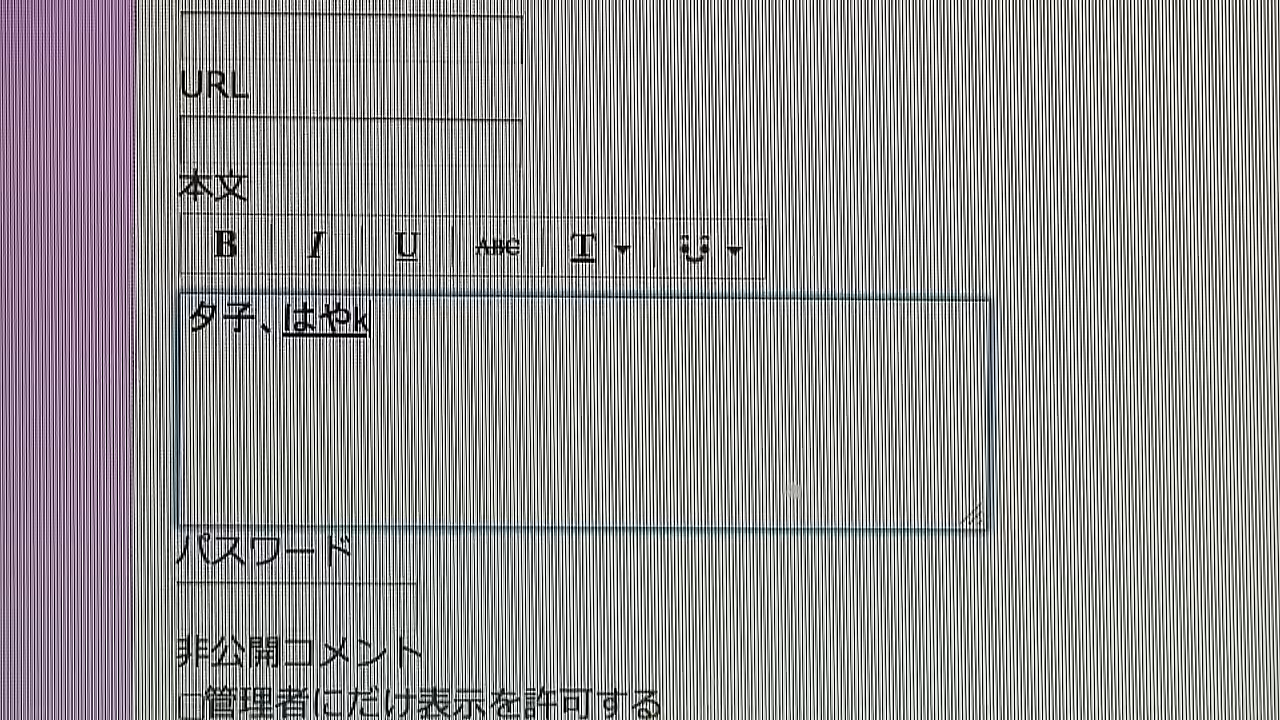 URL
本文
B I U ABC T
夕子、はやk
パスワード
非公開コメント
管理者にだけ表示を許可する